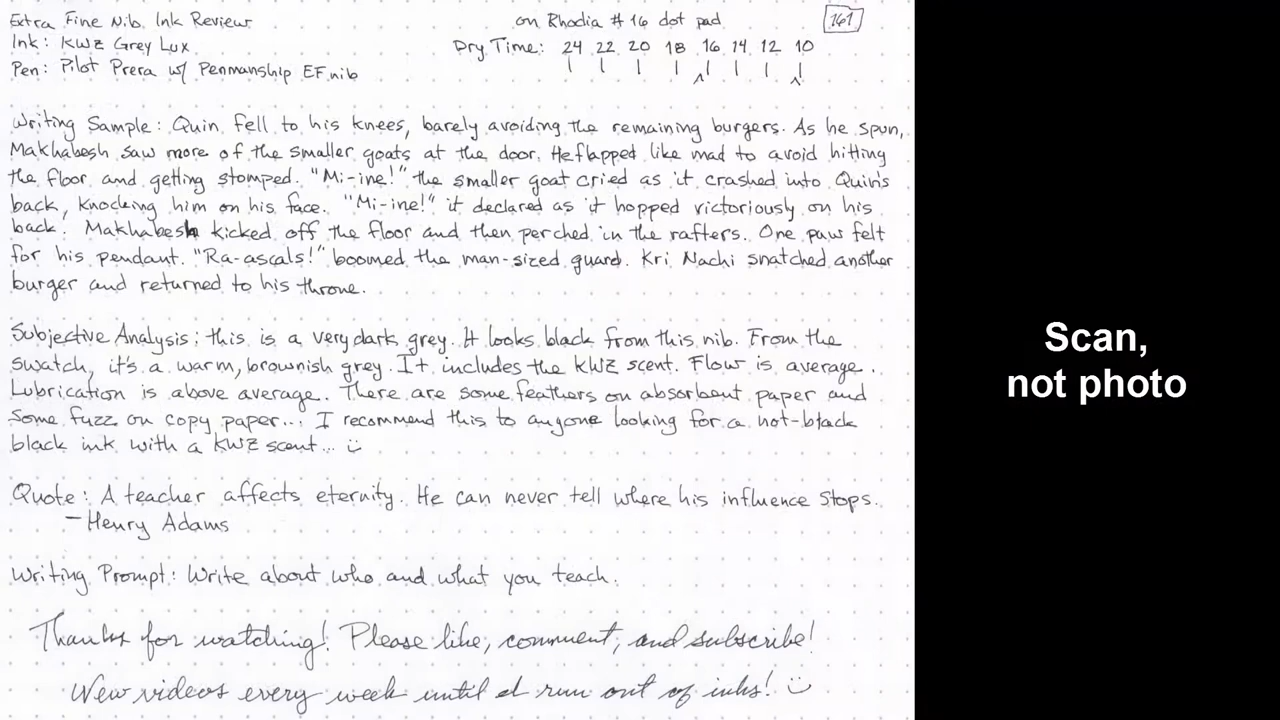 Extra Fine Nib Ink Review
on Rhodia # 16 dot pad
161
Ink: KWZ Grey Lux
Dry Time: 24 22 20 18 16 14 12 10
Pen: Pilot Prera w/ Penmanship EF nib
Writing Sample: Quin fell to his knees, barely avoiding the remaining burgers. As he spun,
Makhabesh saw more of the smaller goats at the door. He flapped like mad to avoid hitting
the floor and getting stomped. "Mi-ine!" the smaller goat cried as it crashed into Quin's
back, knocking him on his face. "Mi-ine!" it declared as it hopped victoriously on his
back. Makhabesh kicked off the floor and then perched in the rafters. One paw felt
for his pendant. "Ra-ascals!" boomed the man-sized guard. Kri Nachi snatched another
burger and returned to his throne.
Subjective Analysis: this is a very dark grey. It looks black from this nib. From the
swatch, it's a warm, brownish grey. It includes the KWZ scent. Flow is average.
Lubrication is above average. There are some feathers on absorbent paper and
some fuzz on copy paper... I recommend this to anyone looking for a not-black
black ink with a KWZ scent... :)
Quote: A teacher affects eternity. He can never tell where his influence stops.
— Henry Adams
Writing Prompt: Write about who and what you teach.
Thanks for watching! Please like, comment, and subscribe!
New videos every week until I run out of inks! :)
Scan,
not photo